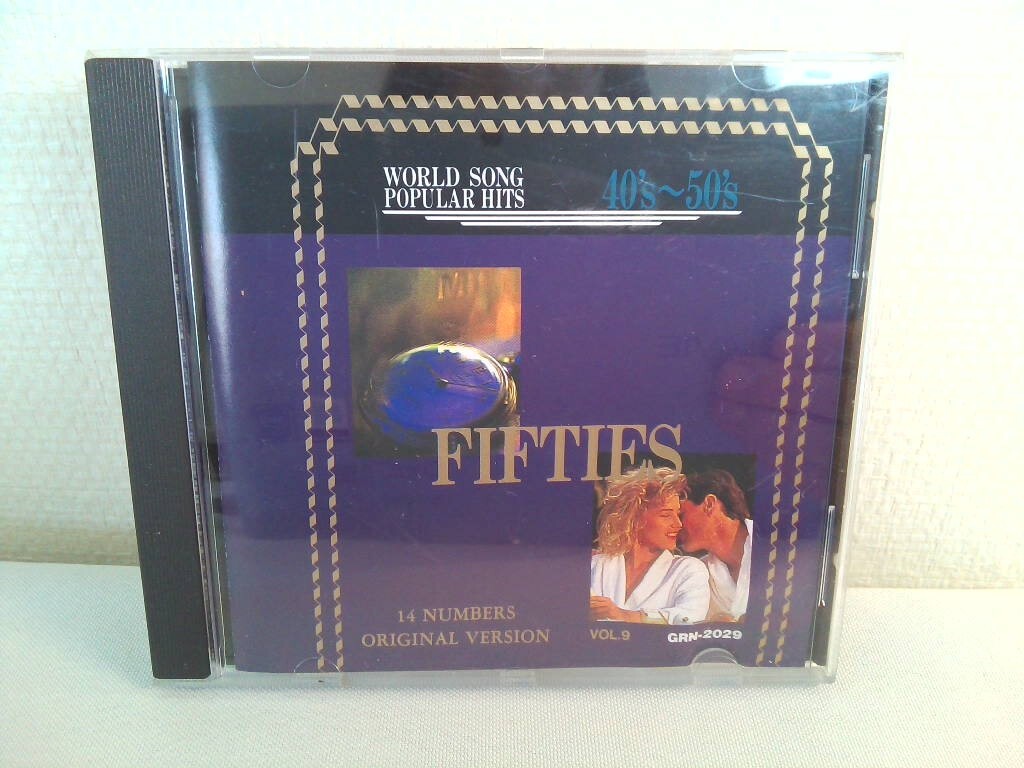 WORLD SONG
POPULAR HITS
40's~50's
FIFTIES
14 NUMBERS
ORIGINAL VERSION
VOL.9
GRN-2029